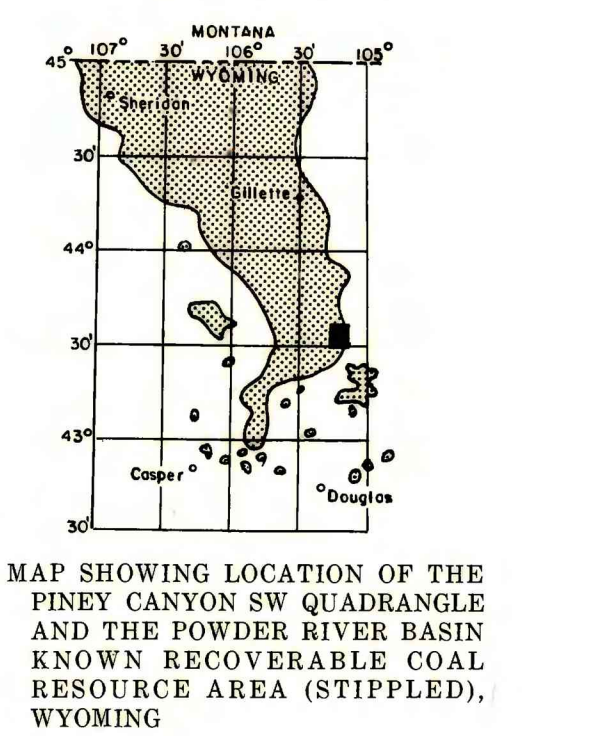 MONTANA
45° 107° 30' 106° 30' 105°
WYOMING
Sheridan
30'
Gillette
44°
30'
43°
Casper
Douglas
30'
MAP SHOWING LOCATION OF THE
PINEY CANYON SW QUADRANGLE
AND THE POWDER RIVER BASIN
KNOWN RECOVERABLE COAL
RESOURCE AREA (STIPPLED),
WYOMING